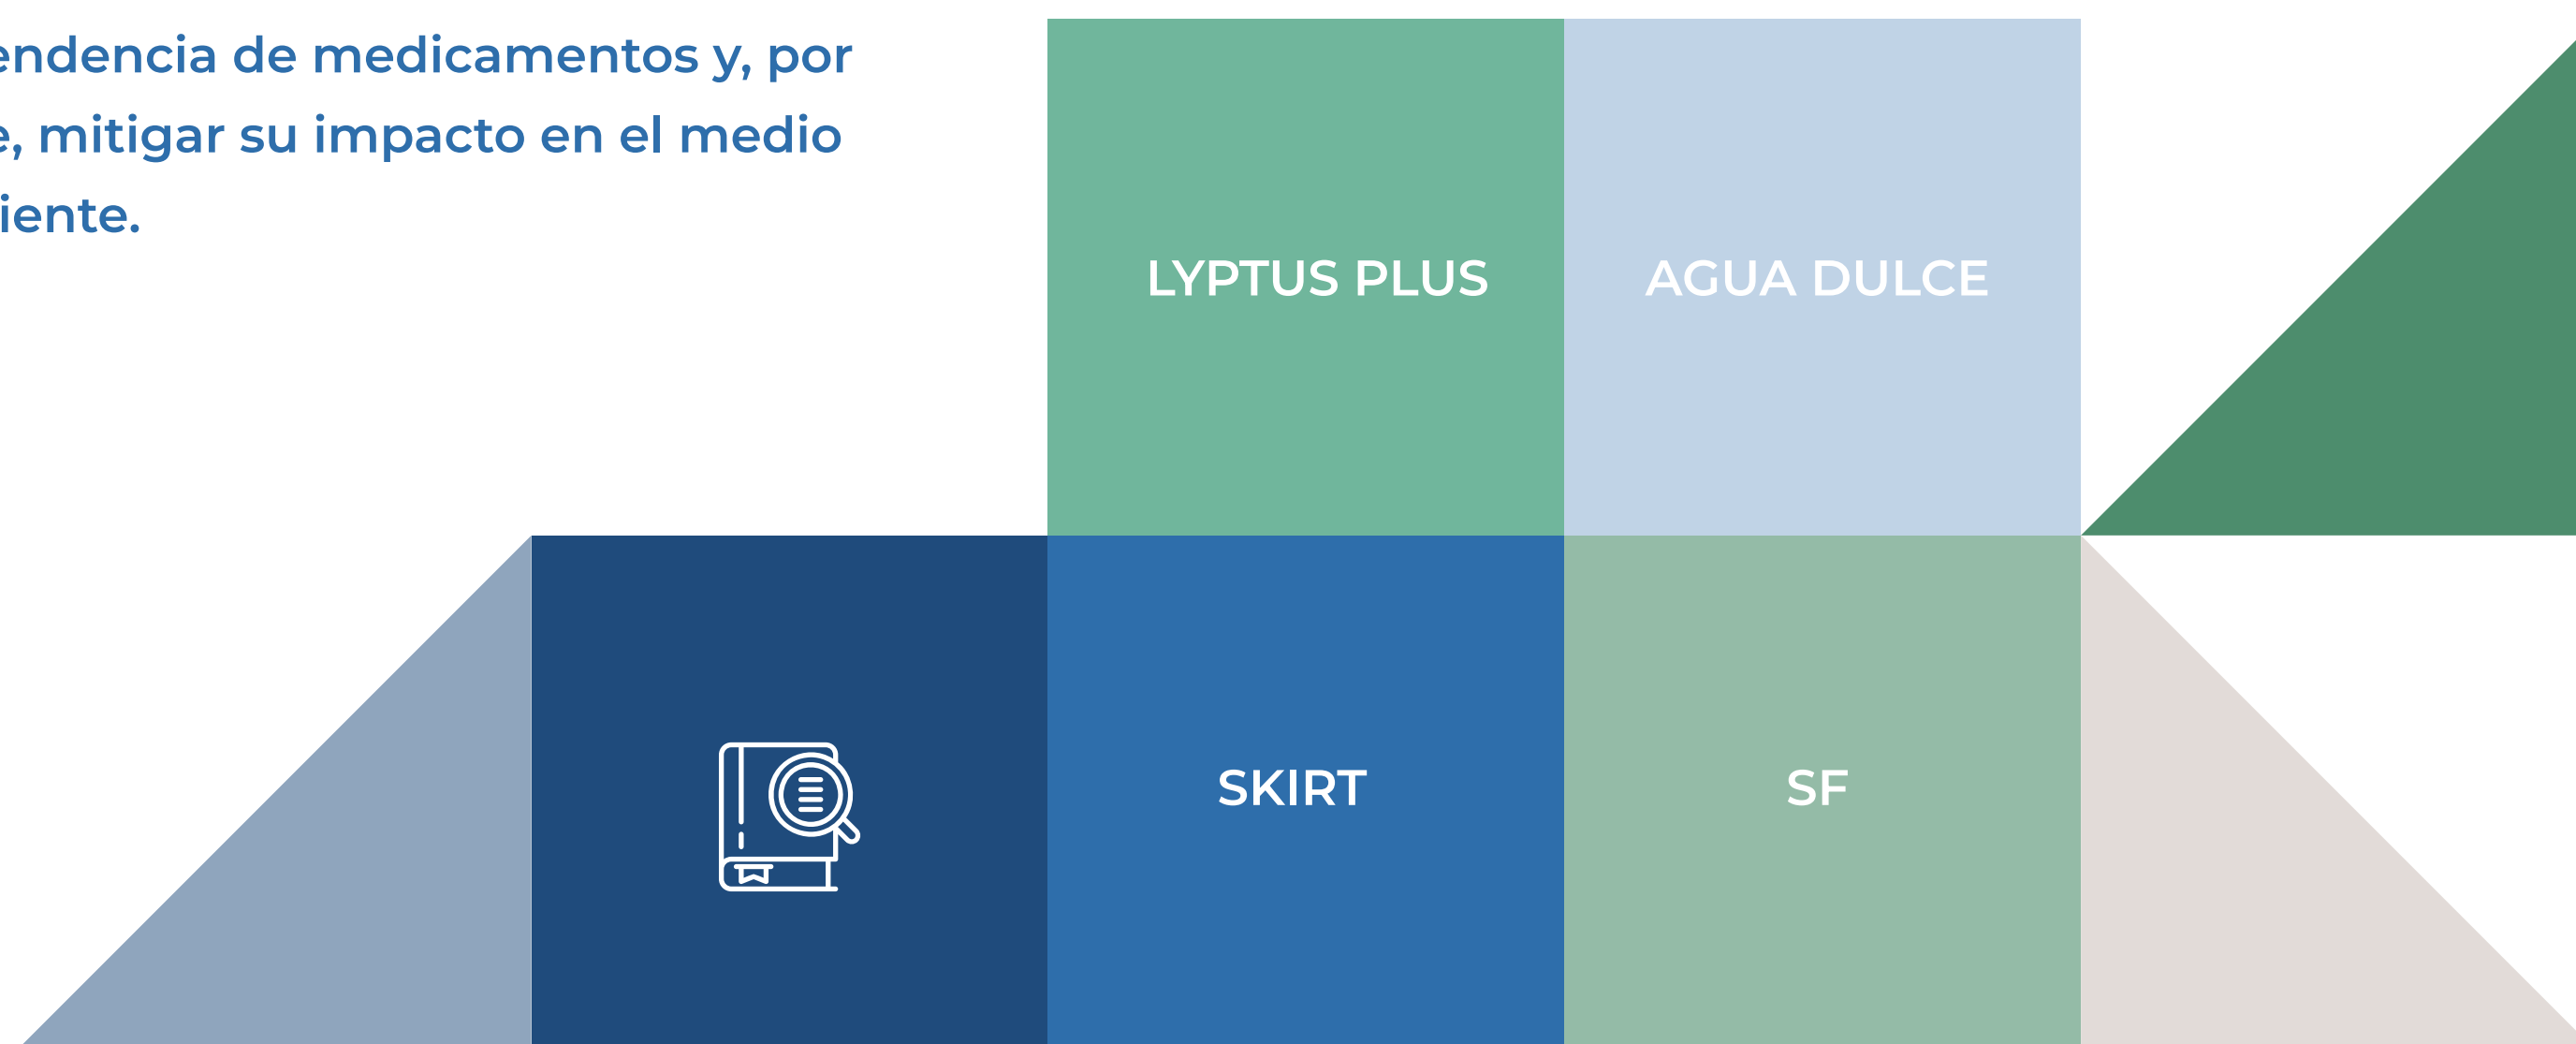 endencia de medicamentos y, por
e, mitigar su impacto en el medio
iente.
LYPTUS PLUS
AGUA DULCE
SKIRT
SF